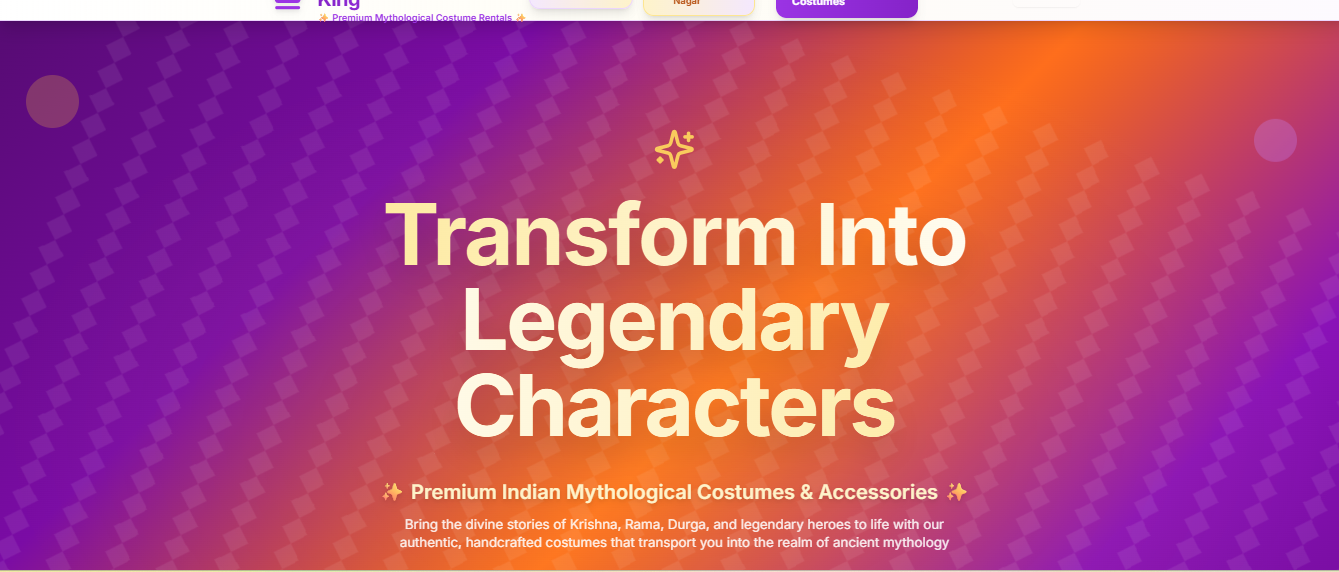 King
✨ Premium Mythological Costume Rentals ✨
Nagar
Costumes
Transform Into
Legendary
Characters
✨ Premium Indian Mythological Costumes & Accessories ✨
Bring the divine stories of Krishna, Rama, Durga, and legendary heroes to life with our
authentic, handcrafted costumes that transport you into the realm of ancient mythology